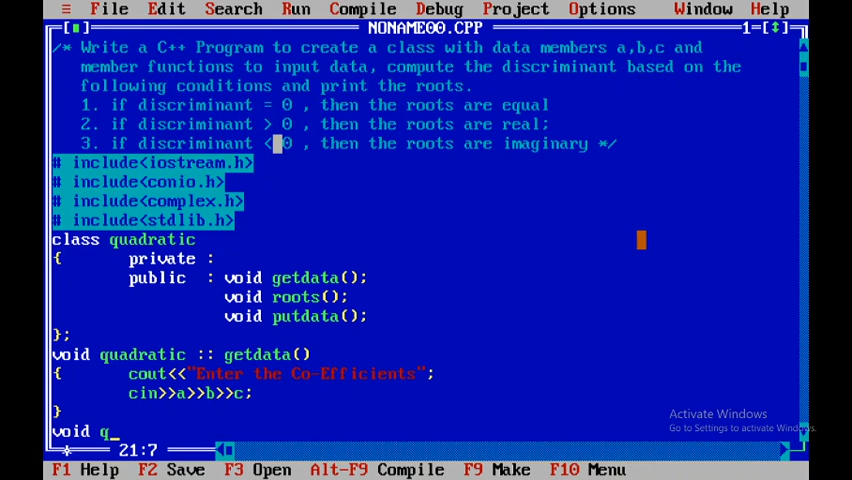 ≡ File Edit Search Run Compile Debug Project Options Window Help
[■] NONAME00.CPP 1=[↕]
/* Write a C++ Program to create a class with data members a,b,c and
member functions to input data, compute the discriminant based on the
following conditions and print the roots.
1. if discriminant = 0 , then the roots are equal
2. if discriminant > 0 , then the roots are real;
3. if discriminant < 0 , then the roots are imaginary */
# include<iostream.h>
# include<conio.h>
# include<complex.h>
# include<stdlib.h>
class quadratic
{ private :
public : void getdata();
void roots();
void putdata();
};
void quadratic :: getdata()
{ cout<<"Enter the Co-Efficients";
cin>>a>>b>>c;
}
void q_
Activate Windows
Go to Settings to activate Windows.
21:7
F1 Help F2 Save F3 Open Alt-F9 Compile F9 Make F10 Menu